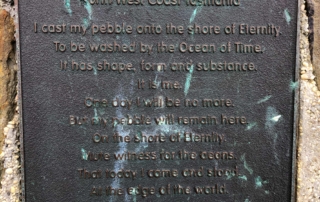 North West Coast Tasmania
I cast my pebble onto the shore of Eternity.
To be washed by the Ocean of Time.
It has shape, form and substance.
It is me.
One day I will be no more.
But my pebble will remain here.
On the shore of Eternity.
Mute witness for the aeons.
That today I came and stood
At the edge of the world.